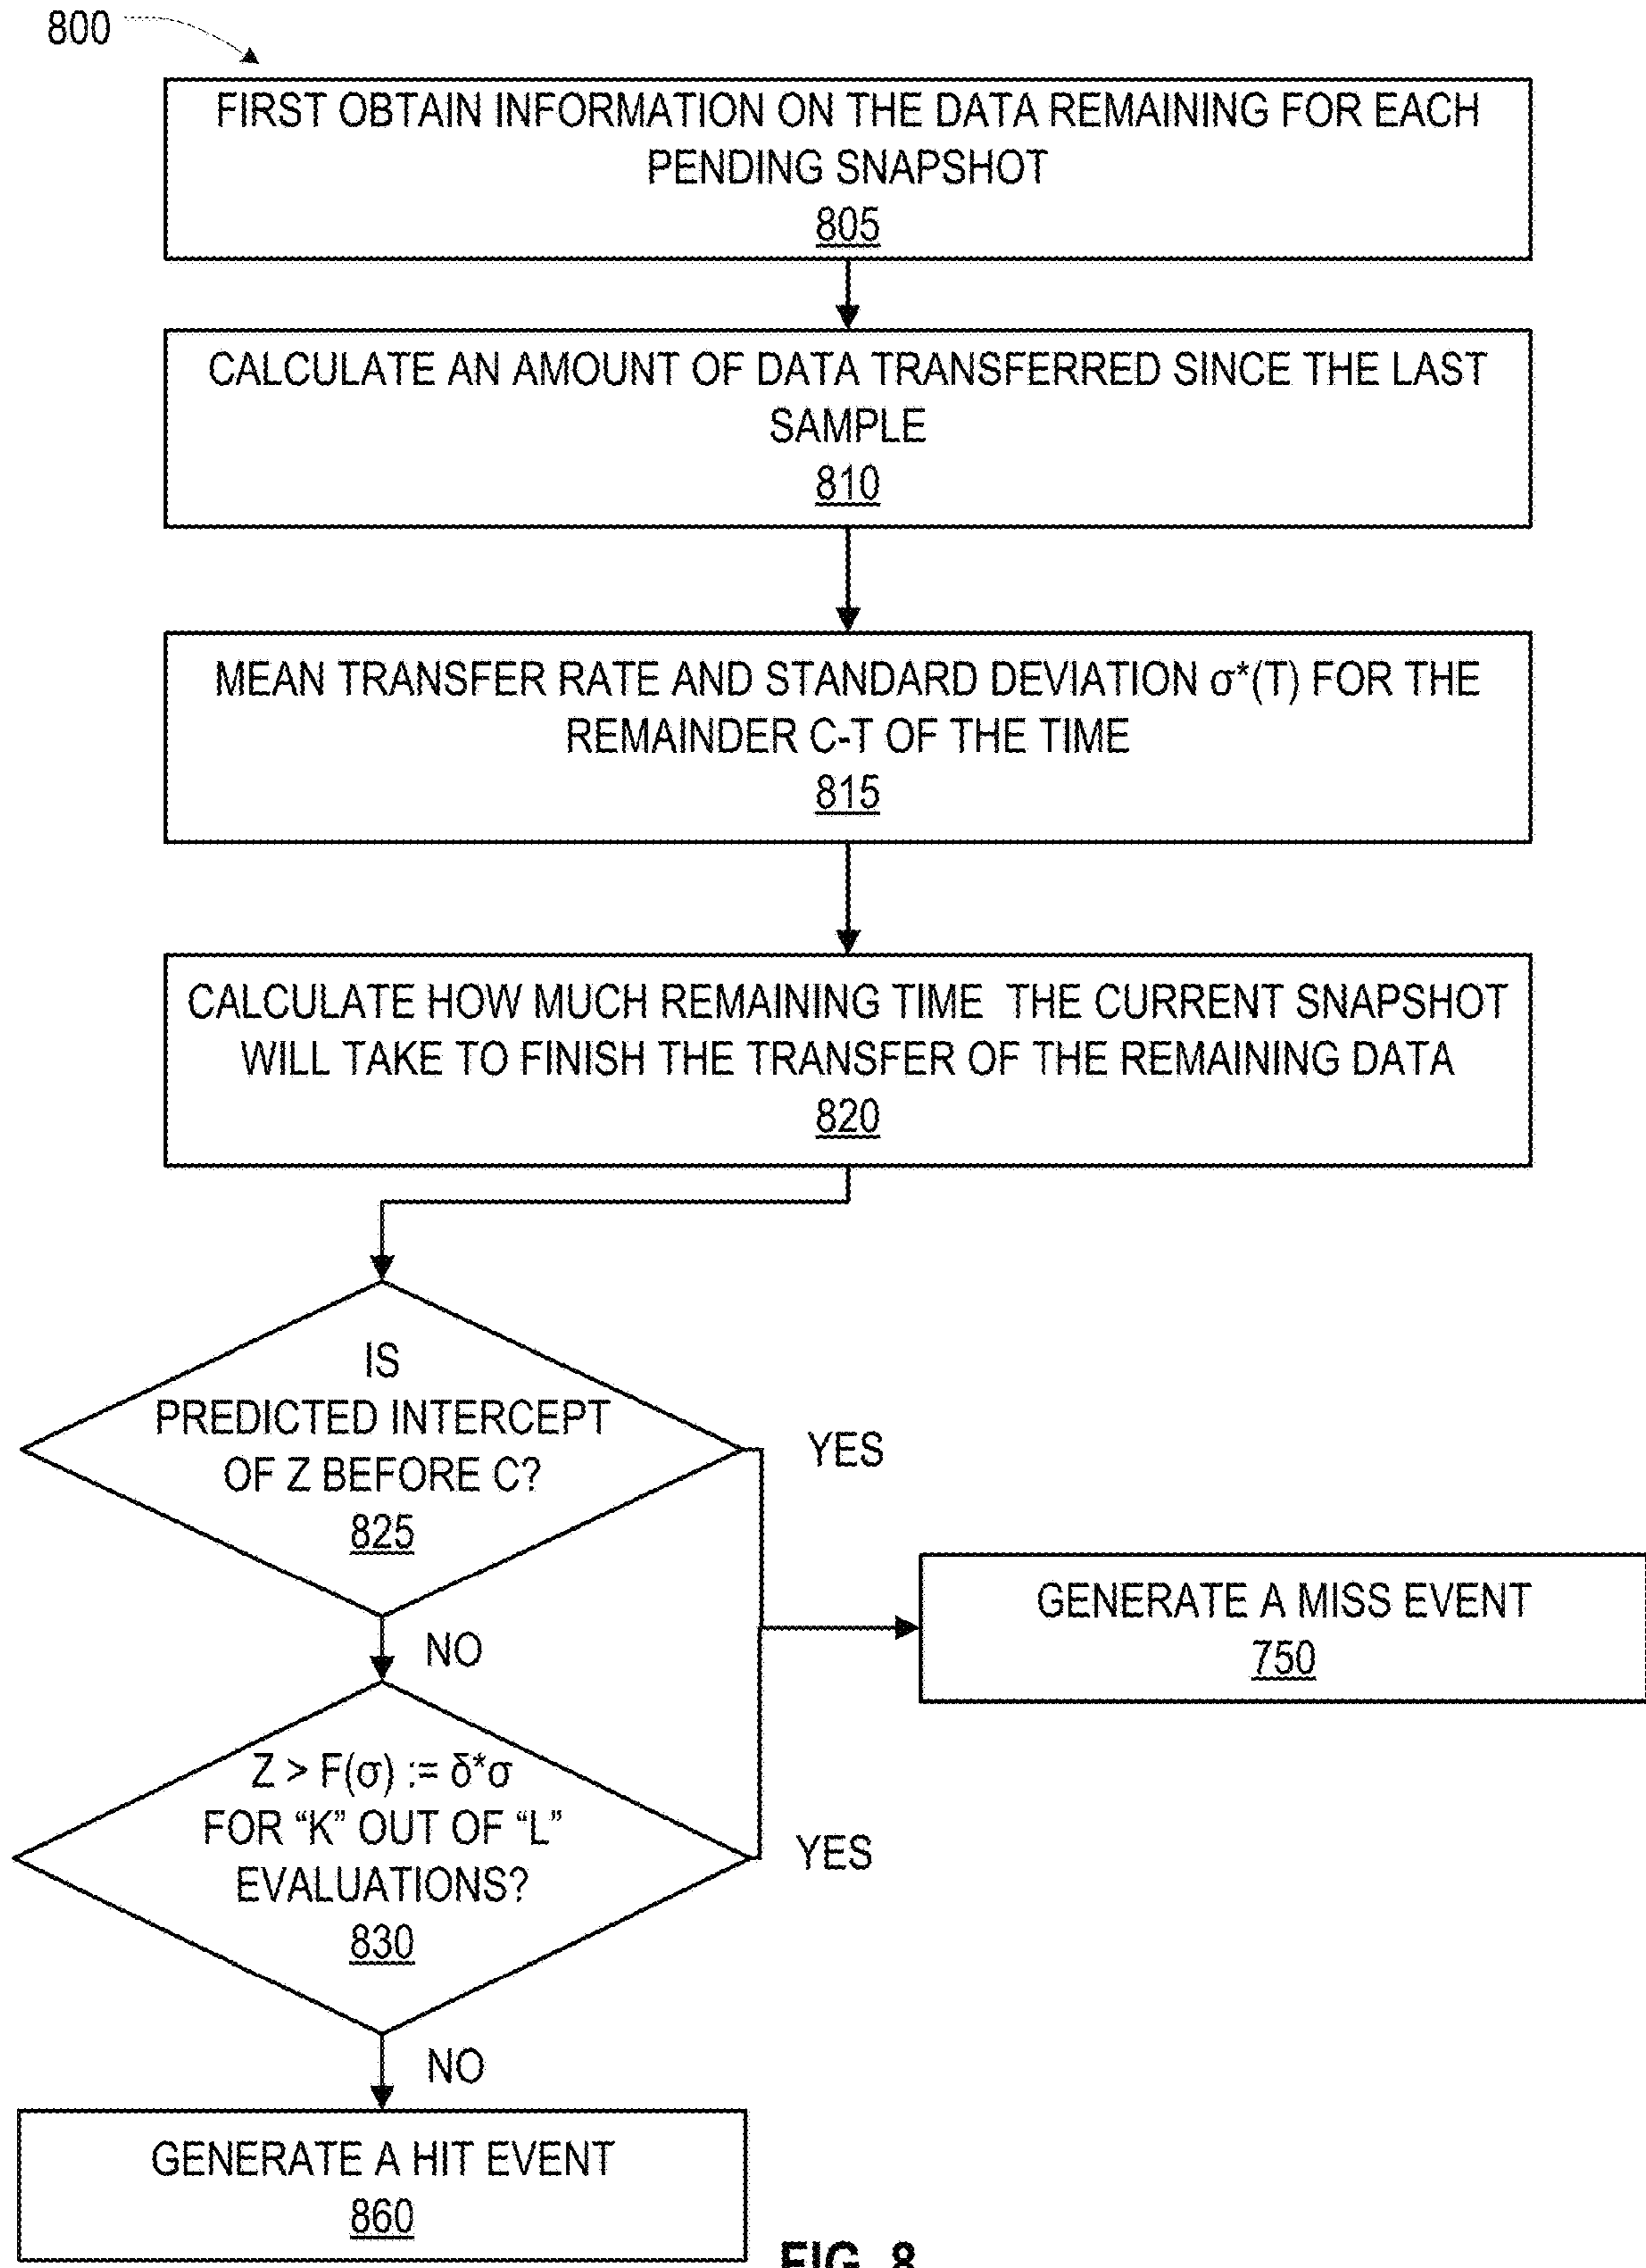 800
FIRST OBTAIN INFORMATION ON THE DATA REMAINING FOR EACH
PENDING SNAPSHOT
805
CALCULATE AN AMOUNT OF DATA TRANSFERRED SINCE THE LAST
SAMPLE
810
MEAN TRANSFER RATE AND STANDARD DEVIATION σ*(T) FOR THE
REMAINDER C-T OF THE TIME
815
CALCULATE HOW MUCH REMAINING TIME THE CURRENT SNAPSHOT
WILL TAKE TO FINISH THE TRANSFER OF THE REMAINING DATA
820
IS
PREDICTED INTERCEPT
OF Z BEFORE C?
825
YES
GENERATE A MISS EVENT
750
NO
Z > F(σ) := δ*σ
FOR “K” OUT OF “L”
EVALUATIONS?
830
YES
NO
GENERATE A HIT EVENT
860
FIG. 8